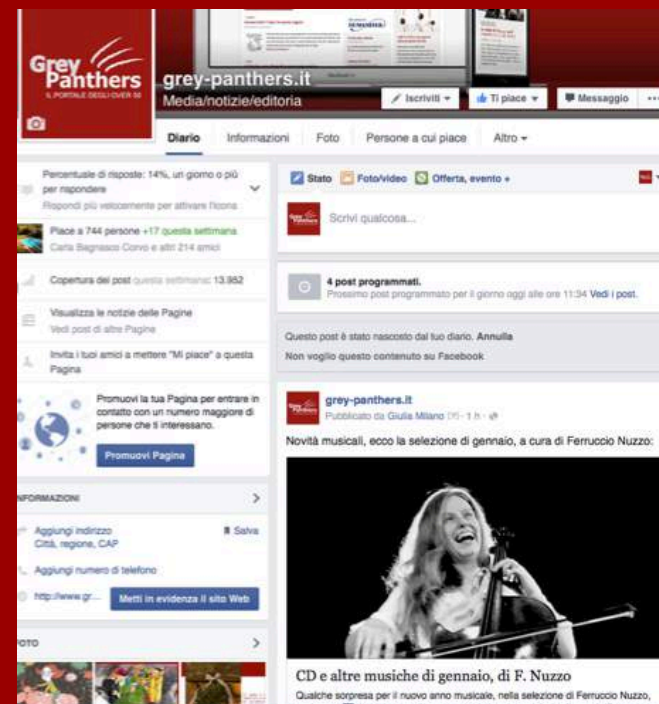 Grey
Panthers
IL PORTALE DEGLI OVER 50
grey-panthers.it
Media/notizie/editoria
Iscriviti
Ti piace
Messaggio
Diario Informazioni Foto Persone a cui piace Altro
Percentuale di risposte: 14%, un giorno o più
per rispondere
Rispondi più velocemente per attivare l'icona
Piace a 744 persone +17 questa settimana
Carla Bagnasco Corvo e altri 214 amici
Copertura dei post questa settimana: 13.952
Visualizza le notizie delle Pagine
Vedi post di altre Pagine
Invita i tuoi amici a mettere "Mi piace" a questa
Pagina
Promuovi la tua Pagina per entrare in
contatto con un numero maggiore di
persone che ti interessano.
Promuovi Pagina
NFORMAZIONI >
Aggiungi indirizzo Salva
Città, regione, CAP
Aggiungi numero di telefono
http://www.gr... Metti in evidenza il sito Web
FOTO >
Stato Foto/video Offerta, evento +
Scrivi qualcosa...
4 post programmati.
Prossimo post programmato per il giorno oggi alle ore 11:34 Vedi i post.
Questo post è stato nascosto dal tuo diario. Annulla
Non voglio questo contenuto su Facebook
grey-panthers.it
Pubblicato da Giulia Milano · 1 h ·
Novità musicali, ecco la selezione di gennaio, a cura di Ferruccio Nuzzo:
CD e altre musiche di gennaio, di F. Nuzzo
Qualche sorpresa per il nuovo anno musicale, nella selezione di Ferruccio Nuzzo,